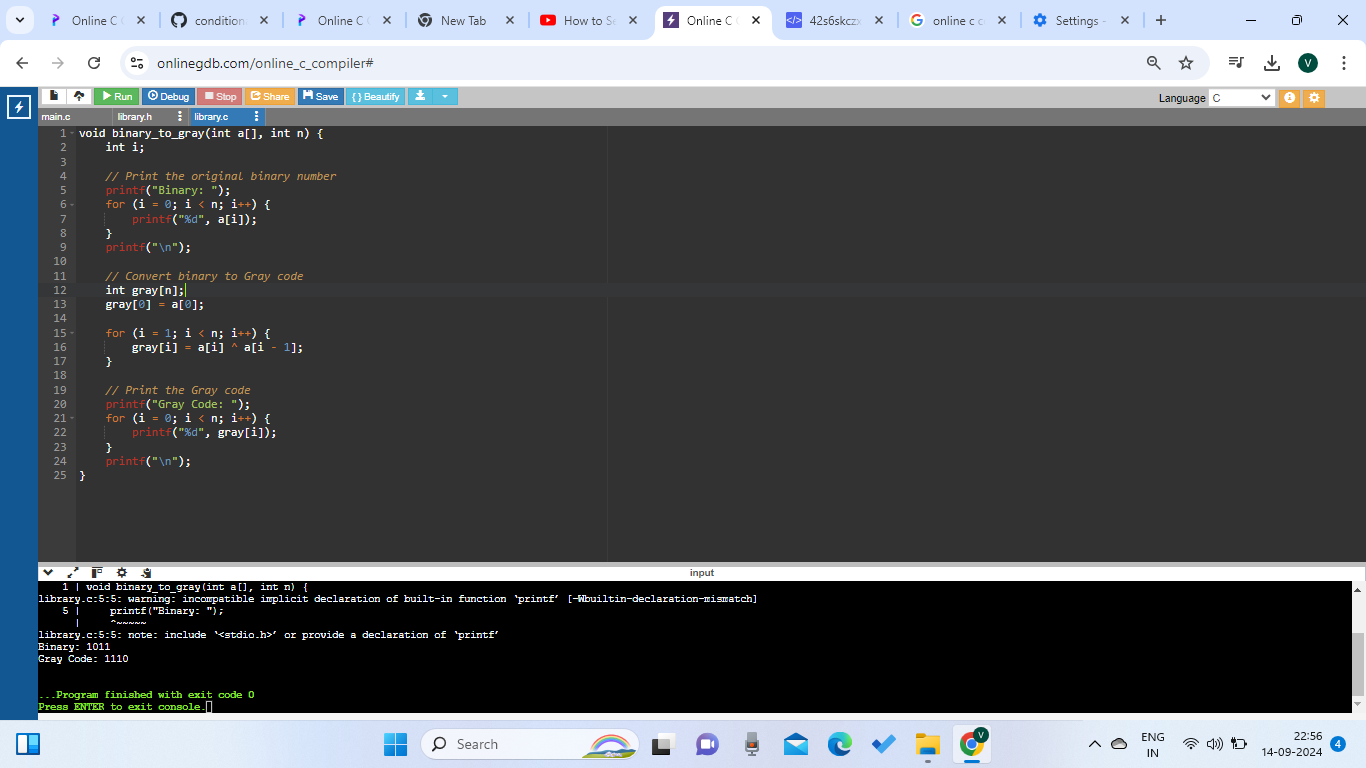 Online C
condition
Online C
New Tab
How to Se
Online C
42s6skczx
online c c
Settings -
onlinegdb.com/online_c_compiler#
V
Run
Debug
Stop
Share
Save
{ } Beautify
Language C
main.c
library.h
library.c
1 void binary_to_gray(int a[], int n) {
2 int i;
3
4 // Print the original binary number
5 printf("Binary: ");
6 for (i = 0; i < n; i++) {
7 printf("%d", a[i]);
8 }
9 printf("\n");
10
11 // Convert binary to Gray code
12 int gray[n];
13 gray[0] = a[0];
14
15 for (i = 1; i < n; i++) {
16 gray[i] = a[i] ^ a[i - 1];
17 }
18
19 // Print the Gray code
20 printf("Gray Code: ");
21 for (i = 0; i < n; i++) {
22 printf("%d", gray[i]);
23 }
24 printf("\n");
25 }
input
1 | void binary_to_gray(int a[], int n) {
library.c:5:5: warning: incompatible implicit declaration of built-in function ‘printf’ [-Wbuiltin-declaration-mismatch]
5 | printf("Binary: ");
| ^~~~~~
library.c:5:5: note: include ‘<stdio.h>’ or provide a declaration of ‘printf’
Binary: 1011
Gray Code: 1110
...Program finished with exit code 0
Press ENTER to exit console.
Search
V
ENG
IN
22:56
14-09-2024
4